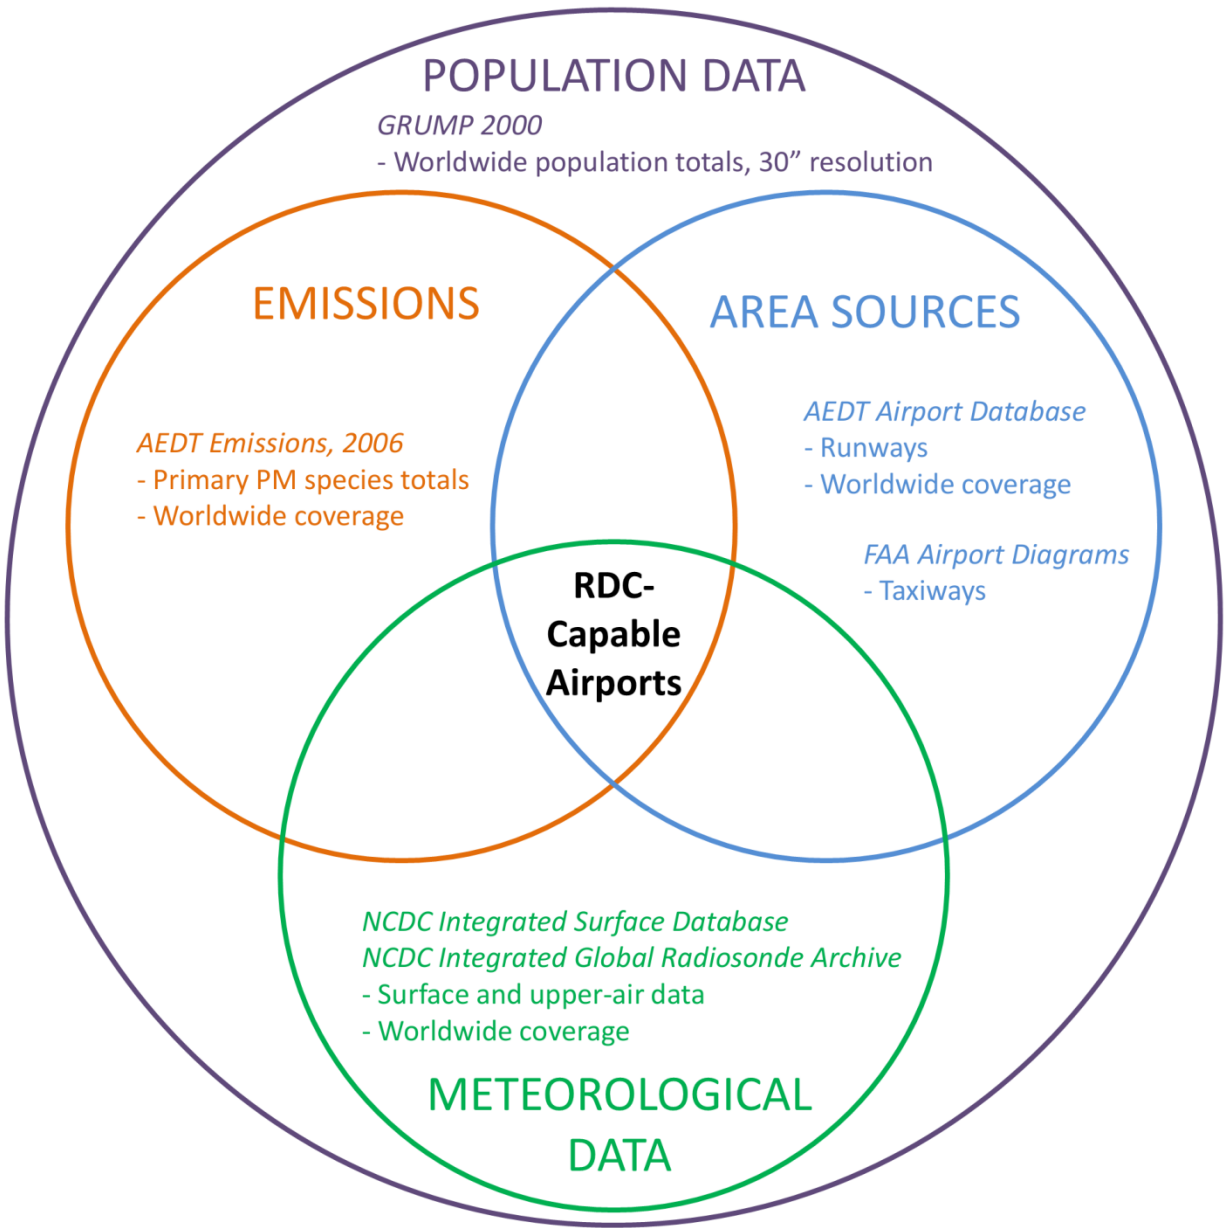 POPULATION DATA
GRUMP 2000
- Worldwide population totals, 30” resolution
EMISSIONS
AEDT Emissions, 2006
- Primary PM species totals
- Worldwide coverage
AREA SOURCES
AEDT Airport Database
- Runways
- Worldwide coverage
FAA Airport Diagrams
- Taxiways
RDC-
Capable
Airports
NCDC Integrated Surface Database
NCDC Integrated Global Radiosonde Archive
- Surface and upper-air data
- Worldwide coverage
METEOROLOGICAL
DATA